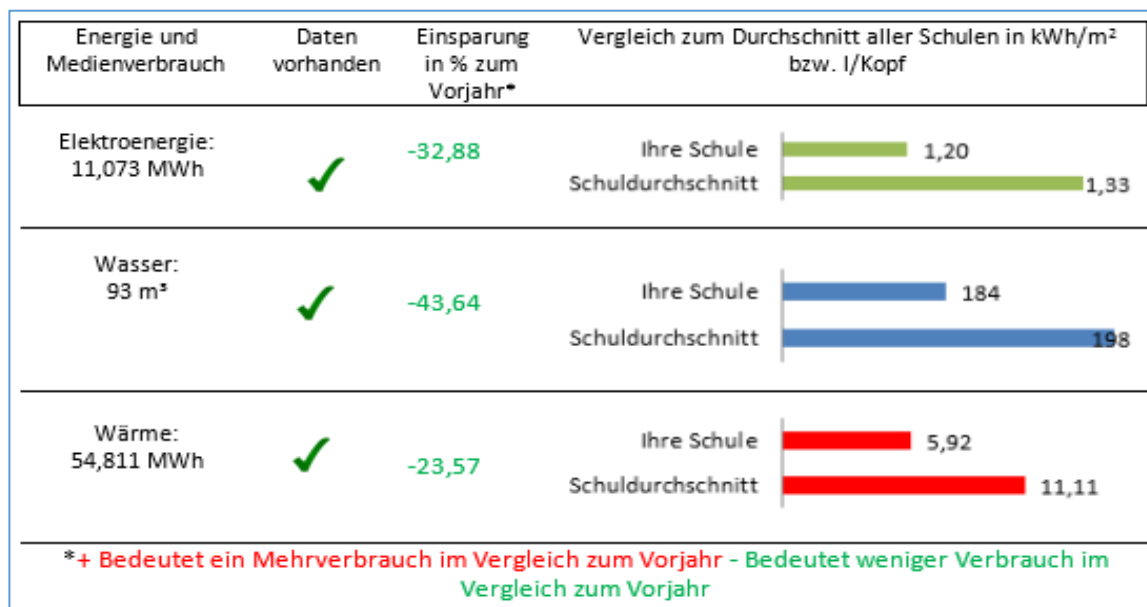 Energie und
Medienverbrauch
Daten
vorhanden
Einsparung
in % zum
Vorjahr*
Vergleich zum Durchschnitt aller Schulen in kWh/m²
bzw. l/Kopf
Elektroenergie:
11,073 MWh
-32,88
Ihre Schule
1,20
Schuldurchschnitt
1,33
Wasser:
93 m³
-43,64
Ihre Schule
184
Schuldurchschnitt
198
Wärme:
54,811 MWh
-23,57
Ihre Schule
5,92
Schuldurchschnitt
11,11
*+ Bedeutet ein Mehrverbrauch im Vergleich zum Vorjahr - Bedeutet weniger Verbrauch im
Vergleich zum Vorjahr